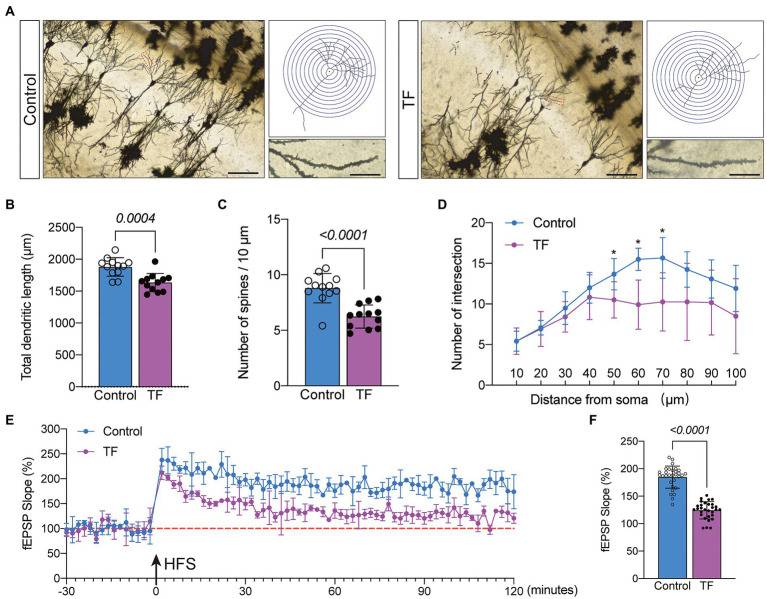 A
Control
TF
B
0.0004
Total dendritic length (μm)
2500
2000
1500
1000
500
0
Control TF
C
<0.0001
Number of spines / 10 μm
15
10
5
0
Control TF
D
Control
TF
Number of intersection
20
15
10
5
0
* * *
10 20 30 40 50 60 70 80 90 100
Distance from soma (μm)
E
Control
TF
fEPSP Slope (%)
300
250
200
150
100
50
0
HFS
-30 0 30 60 90 120 (minutes)
F
<0.0001
fEPSP Slope (%)
250
200
150
100
50
0
Control TF